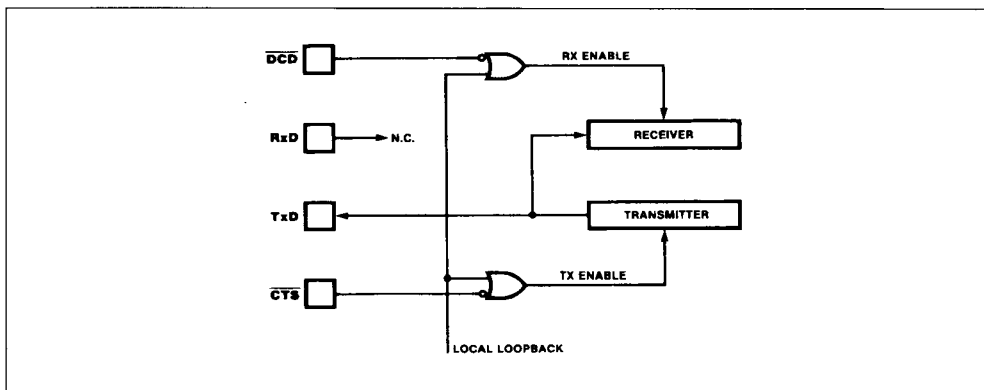 DCD
RX ENABLE
RxD
N.C.
RECEIVER
TxD
TRANSMITTER
CTS
TX ENABLE
LOCAL LOOPBACK